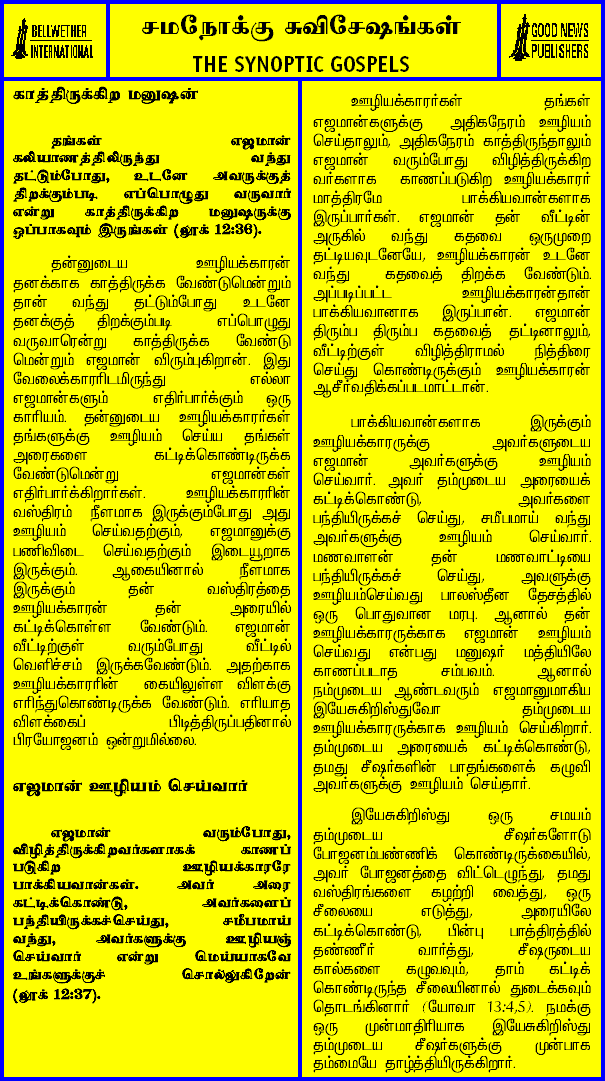 BELLWETHER
INTERNATIONAL
சமநோக்கு சுவிசேஷங்கள்
THE SYNOPTIC GOSPELS
GOOD NEWS
PUBLISHERS
காத்திருக்கிற மனுஷன்
தங்கள் எஜமான்
கலியாணத்திலிருந்து வந்து
தட்டும்போது, உடனே அவருக்குத்
திறக்கும்படி எப்பொழுது வருவார்
என்று காத்திருக்கிற மனுஷருக்கு
ஒப்பாகவும் இருங்கள் (லூக் 12:36).
தன்னுடைய ஊழியக்காரன்
தனக்காக காத்திருக்க வேண்டுமென்றும்
தான் வந்து தட்டும்போது உடனே
தனக்குத் திறக்கும்படி எப்பொழுது
வருவாரென்று காத்திருக்க வேண்டு
மென்றும் எஜமான் விரும்புகிறான். இது
வேலைக்காரரிடமிருந்து எல்லா
எஜமான்களும் எதிர்பார்க்கும் ஒரு
காரியம். தன்னுடைய ஊழியக்காரர்கள்
தங்களுக்கு ஊழியம் செய்ய தங்கள்
அரைகளை கட்டிக்கொண்டிருக்க
வேண்டுமென்று எஜமான்கள்
எதிர்பார்க்கிறார்கள். ஊழியக்காரரின்
வஸ்திரம் நீளமாக இருக்கும்போது அது
ஊழியம் செய்வதற்கும், எஜமானுக்கு
பணிவிடை செய்வதற்கும் இடையூறாக
இருக்கும். ஆகையினால் நீளமாக
இருக்கும் தன் வஸ்திரத்தை
ஊழியக்காரன் தன் அரையில்
கட்டிக்கொள்ள வேண்டும். எஜமான்
வீட்டிற்குள் வரும்போது வீட்டில்
வெளிச்சம் இருக்கவேண்டும். அதற்காக
ஊழியக்காரரின் கையிலுள்ள விளக்கு
எரிந்துகொண்டிருக்க வேண்டும். எரியாத
விளக்கைப் பிடித்திருப்பதினால்
பிரயோஜனம் ஒன்றுமில்லை.
எஜமான் ஊழியம் செய்வார்
எஜமான் வரும்போது,
விழித்திருக்கிறவர்களாகக் காணப்
படுகிற ஊழியக்காரரே
பாக்கியவான்கள். அவர் அரை
கட்டிக்கொண்டு, அவர்களைப்
பந்தியிருக்கச்செய்து, சமீபமாய்
வந்து, அவர்களுக்கு ஊழியஞ்
செய்வார் என்று மெய்யாகவே
உங்களுக்குச் சொல்லுகிறேன்
(லூக் 12:37).
ஊழியக்காரர்கள் தங்கள்
எஜமான்களுக்கு அதிகநேரம் ஊழியம்
செய்தாலும், அதிகநேரம் காத்திருந்தாலும்
எஜமான் வரும்போது விழித்திருக்கிற
வர்களாக காணப்படுகிற ஊழியக்காரர்
மாத்திரமே பாக்கியவான்களாக
இருப்பார்கள். எஜமான் தன் வீட்டின்
அருகில் வந்து கதவை ஒருமுறை
தட்டியவுடனேயே, ஊழியக்காரன் உடனே
வந்து கதவைத் திறக்க வேண்டும்.
அப்படிப்பட்ட ஊழியக்காரன்தான்
பாக்கியவானாக இருப்பான். எஜமான்
திரும்ப திரும்ப கதவைத் தட்டினாலும்,
வீட்டிற்குள் விழித்திராமல் நித்திரை
செய்து கொண்டிருக்கும் ஊழியக்காரன்
ஆசீர்வதிக்கப்படமாட்டான்.
பாக்கியவான்களாக இருக்கும்
ஊழியக்காரருக்கு அவர்களுடைய
எஜமான் அவர்களுக்கு ஊழியம்
செய்வார். அவர் தம்முடைய அரையைக்
கட்டிக்கொண்டு, அவர்களை
பந்தியிருக்கச் செய்து, சமீபமாய் வந்து
அவர்களுக்கு ஊழியம் செய்வார்.
மணவாளன் தன் மணவாட்டியை
பந்தியிருக்கச் செய்து, அவளுக்கு
ஊழியம்செய்வது பாலஸ்தீன தேசத்தில்
ஒரு பொதுவான மரபு. ஆனால் தன்
ஊழியக்காரருக்காக எஜமான் ஊழியம்
செய்வது என்பது மனுஷர் மத்தியிலே
காணப்படாத சம்பவம். ஆனால்
நம்முடைய ஆண்டவரும் எஜமானுமாகிய
இயேசுகிறிஸ்துவோ தம்முடைய
ஊழியக்காரருக்காக ஊழியம் செய்கிறார்.
தம்முடைய அரையைக் கட்டிக்கொண்டு,
தமது சீஷர்களின் பாதங்களைக் கழுவி
அவர்களுக்கு ஊழியம் செய்தார்.
இயேசுகிறிஸ்து ஒரு சமயம்
தம்முடைய சீஷர்களோடு
போஜனம்பண்ணிக் கொண்டிருக்கையில்,
அவர் போஜனத்தை விட்டெழுந்து, தமது
வஸ்திரங்களை கழற்றி வைத்து, ஒரு
சீலையை எடுத்து, அரையிலே
கட்டிக்கொண்டு, பின்பு பாத்திரத்தில்
தண்ணீர் வார்த்து, சீஷருடைய
கால்களை கழுவவும், தாம் கட்டிக்
கொண்டிருந்த சீலையினால் துடைக்கவும்
தொடங்கினார் (யோவா 13:4,5). நமக்கு
ஒரு முன்மாதிரியாக இயேசுகிறிஸ்து
தம்முடைய சீஷர்களுக்கு முன்பாக
தம்மையே தாழ்த்தியிருக்கிறார்.